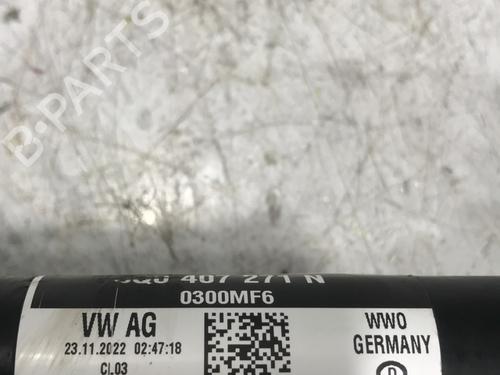 B-PARTS
407 271 N
0300MF6
VW AG
23.11.2022 02:47:18
CL03
WWO
GERMANY